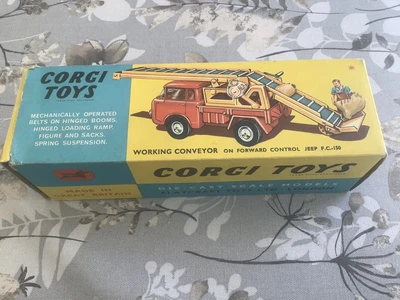 CORGI
TOYS
MECHANICALLY OPERATED
BELTS ON HINGED BOOMS.
HINGED LOADING RAMP.
FIGURE AND SACKS.
SPRING SUSPENSION.
WORKING CONVEYOR ON FORWARD CONTROL JEEP F.C.-150
CORGI TOYS
MADE IN
GREAT BRITAIN
DIE-CAST SCALE MODELS